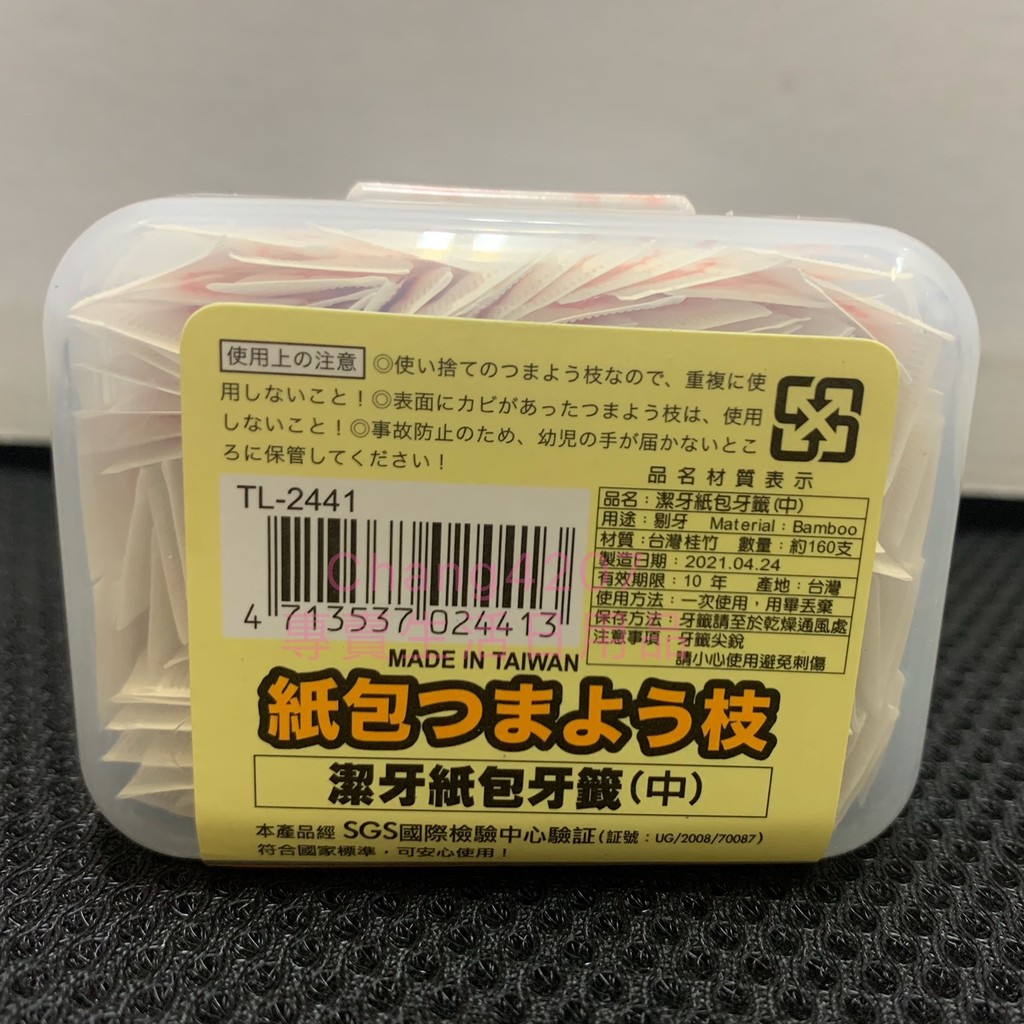 使用上の注意 ◎使い捨てのつまよう枝なので、重複に使
用しないこと！◎表面にカビがあったつまよう枝は、使用
しないこと！◎事故防止のため、幼児の手が届かないとこ
ろに保管してください！
TL-2441
4 713537 024413
MADE IN TAIWAN
品名材質表示
品名：潔牙紙包牙籤(中)
用途：剔牙 Material：Bamboo
材質：台灣桂竹 數量：約160支
製造日期：2021.04.24
有效期限：10 年 產地：台灣
使用方法：一次使用，用畢丟棄
保存方法：牙籤請至於乾燥通風處
注意事項：牙籤尖銳
請小心使用避免刺傷
專賣生活日用品
紙包つまよう枝
潔牙紙包牙籤(中)
本產品經 SGS國際檢驗中心驗証(証號：UG/2008/70087)
符合國家標準，可安心使用！